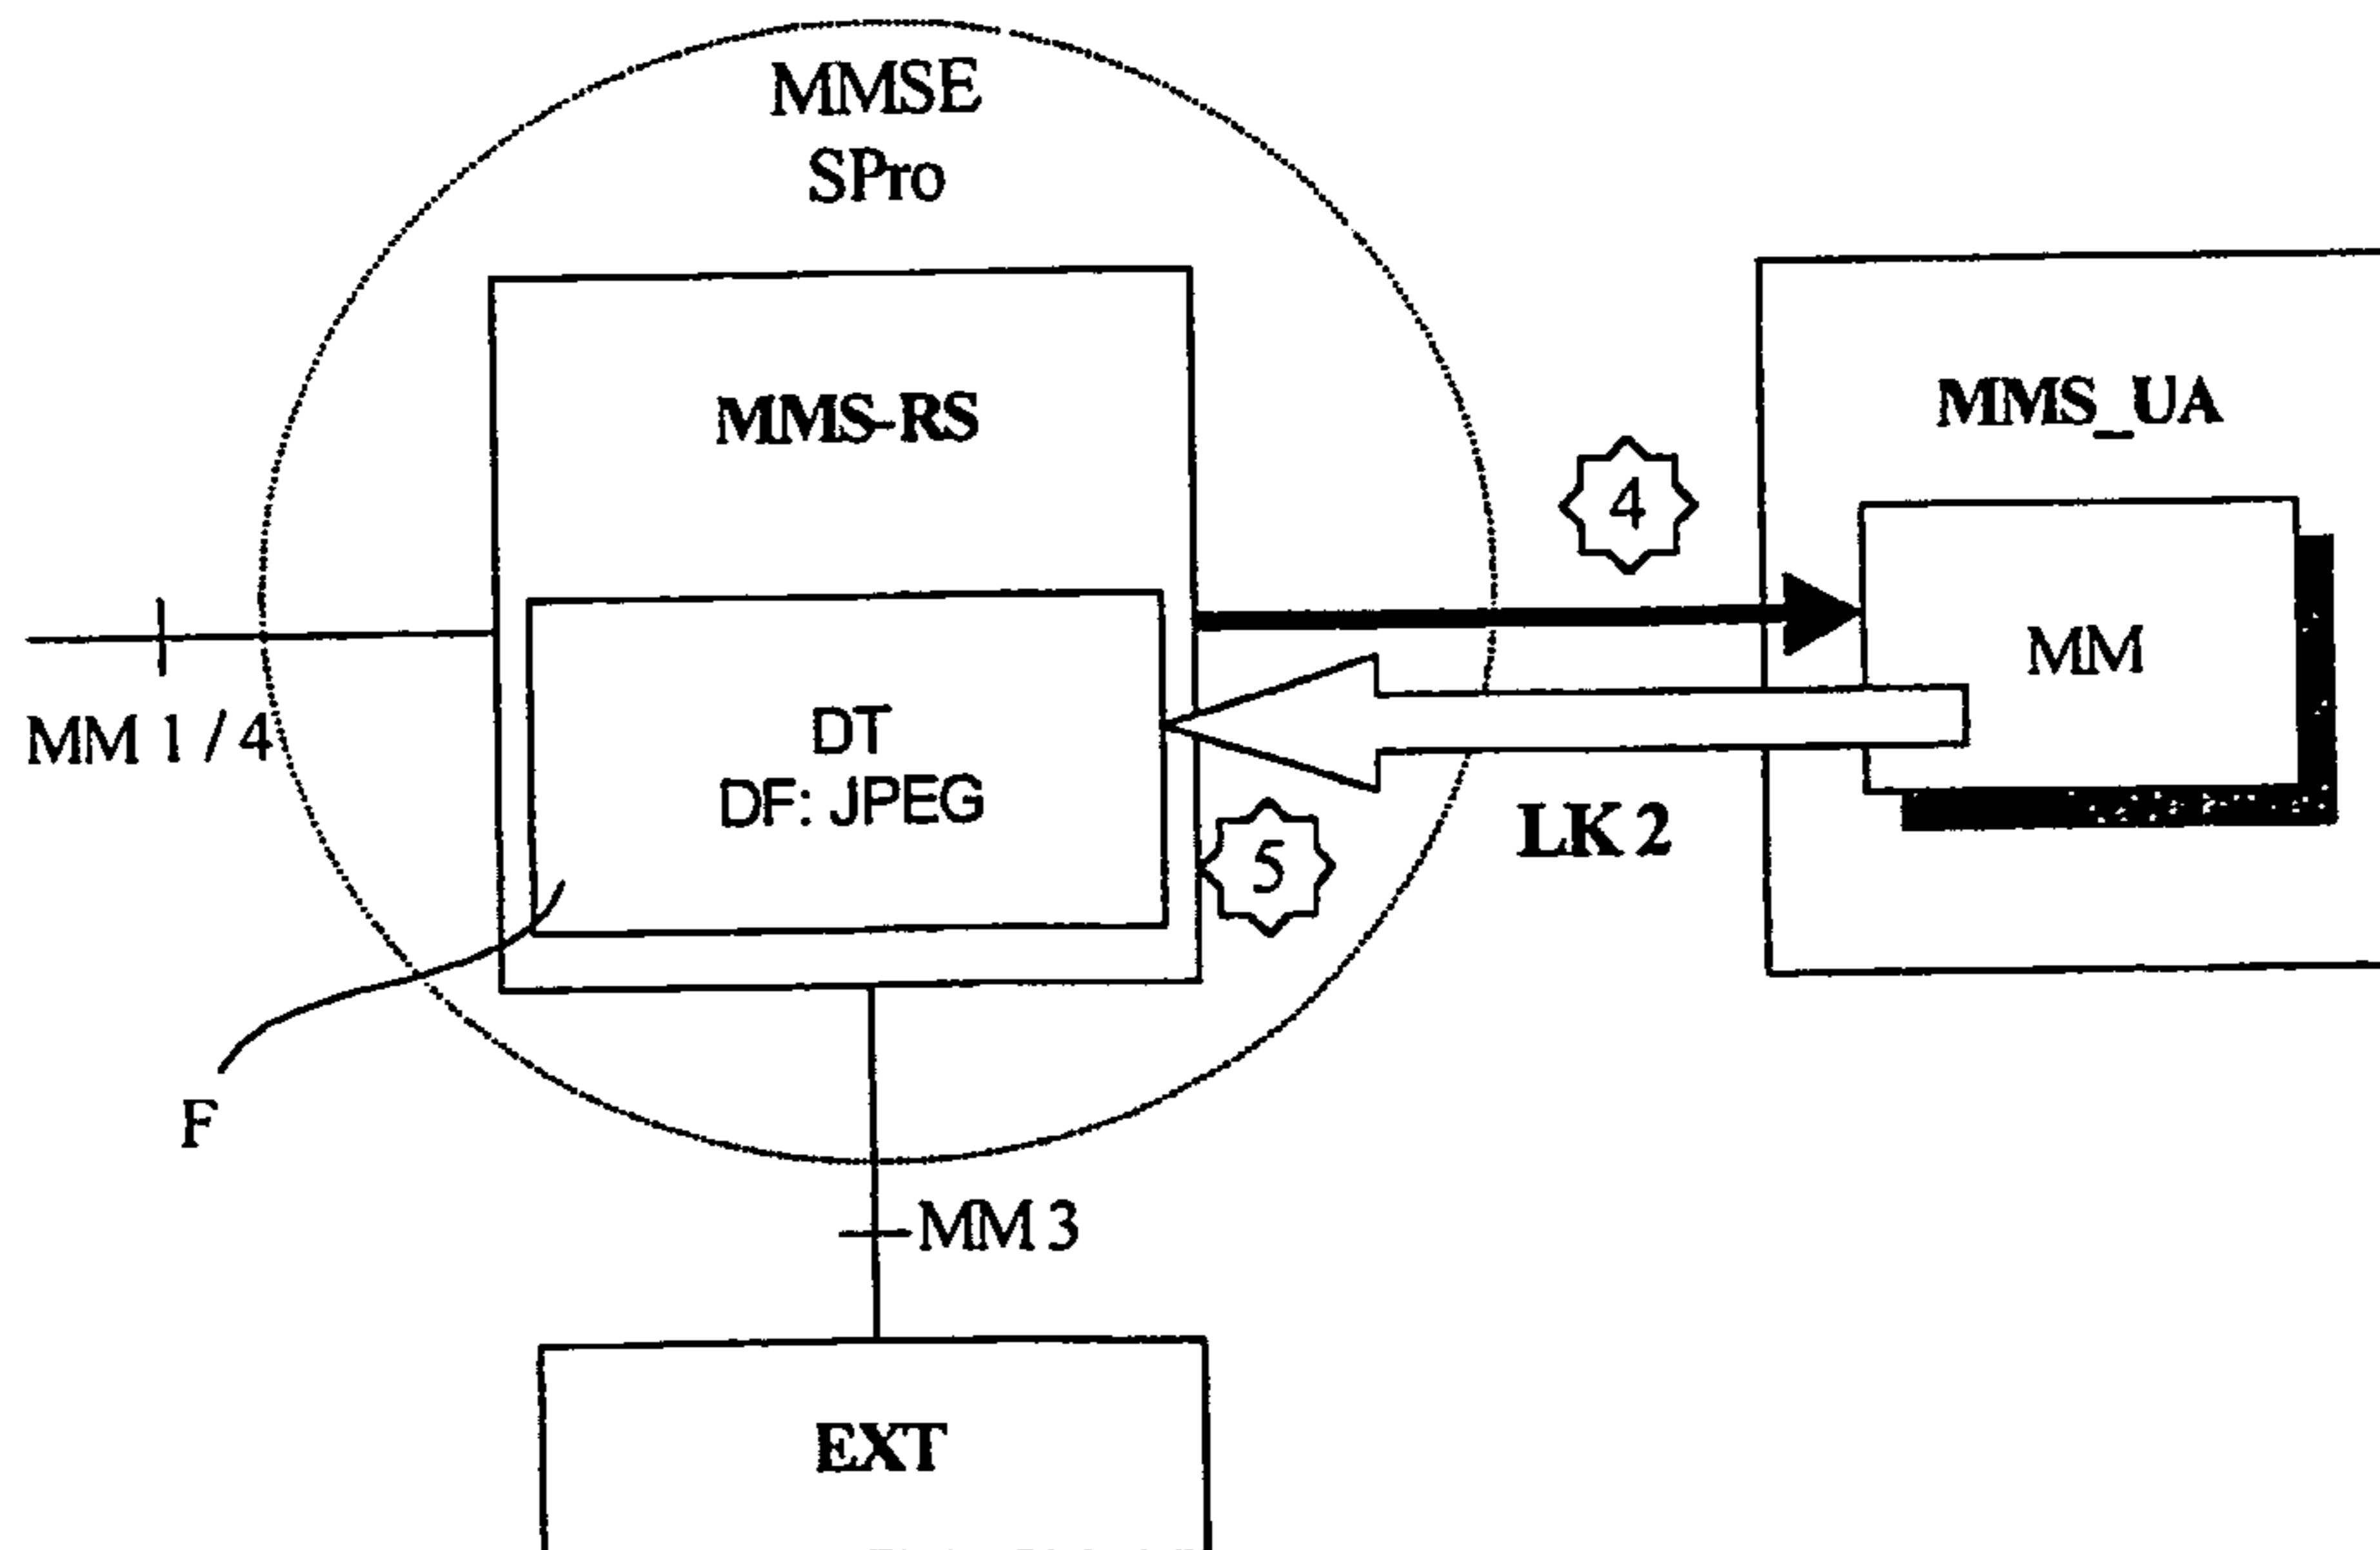 MMSE
SPro
MMS-RS
MMS_UA
4
MM
MM 1 / 4
DT
DF: JPEG
LK 2
5
F
MM 3
EXT